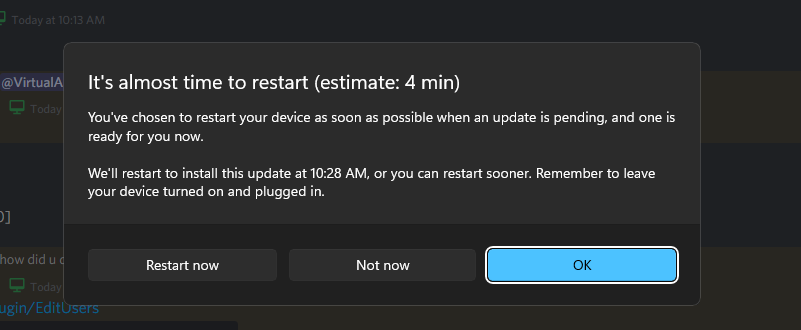 Today at 10:13 AM
@VirtualA
Today
It's almost time to restart (estimate: 4 min)
You've chosen to restart your device as soon as possible when an update is pending, and one is
ready for you now.
We'll restart to install this update at 10:28 AM, or you can restart sooner. Remember to leave
your device turned on and plugged in.
0]
how did u
Restart now
Not now
OK
Today
ugin/EditUsers